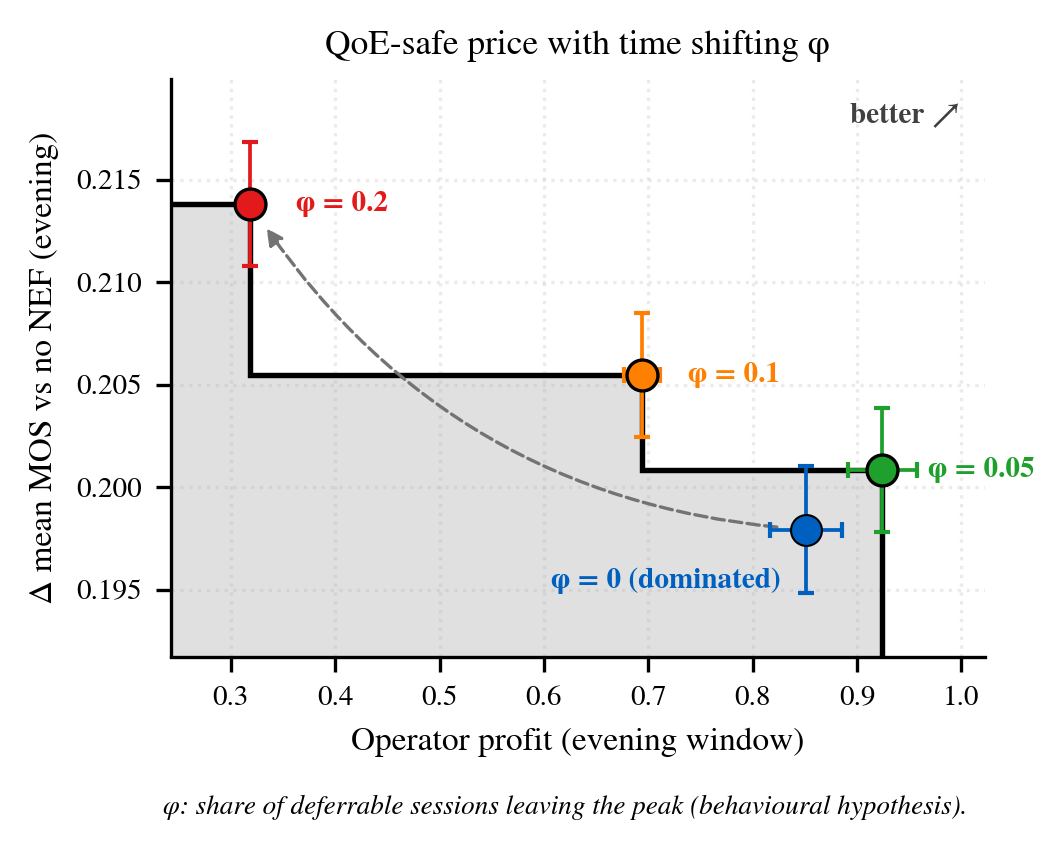 QoE-safe price with time shifting φ
better ↗
Δ mean MOS vs no NEF (evening)
0.215
0.210
0.205
0.200
0.195
φ = 0.2
φ = 0.1
φ = 0.05
φ = 0 (dominated)
0.3 0.4 0.5 0.6 0.7 0.8 0.9 1.0
Operator profit (evening window)
φ: share of deferrable sessions leaving the peak (behavioural hypothesis).